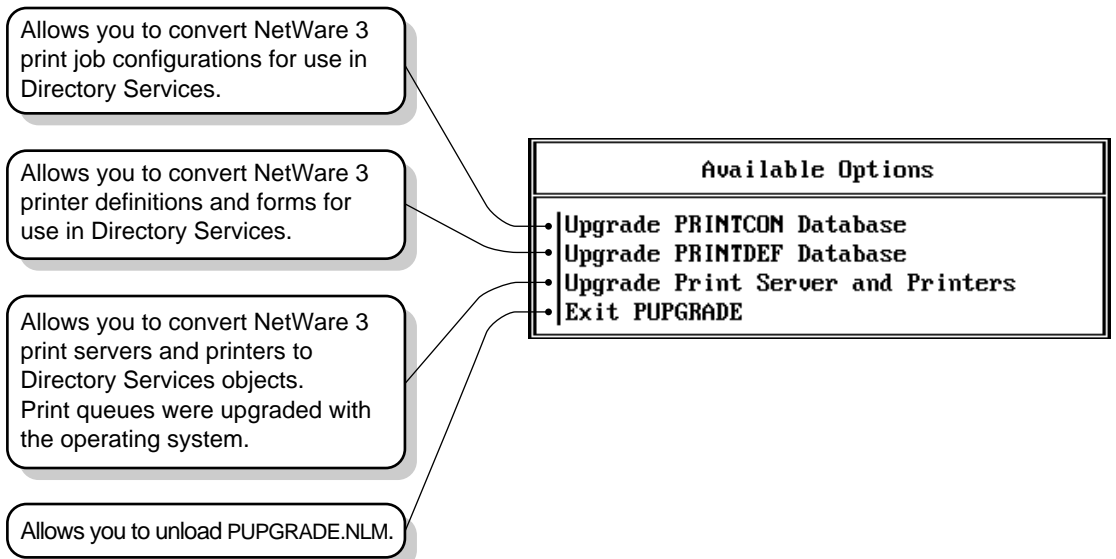 Allows you to convert NetWare 3
print job configurations for use in
Directory Services.
Allows you to convert NetWare 3
printer definitions and forms for
use in Directory Services.
Allows you to convert NetWare 3
print servers and printers to
Directory Services objects.
Print queues were upgraded with
the operating system.
Allows you to unload PUPGRADE.NLM.
Available Options
Upgrade PRINTCON Database
Upgrade PRINTDEF Database
Upgrade Print Server and Printers
Exit PUPGRADE